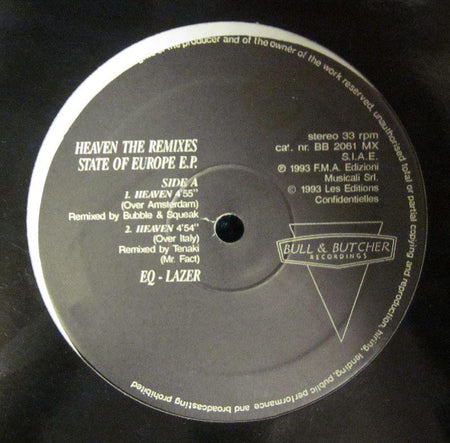 the producer and of the owner of the work reserved, unauthorised total or partial copying and reproduction, hiring, lending, public performance and broadcasting prohibited
HEAVEN THE REMIXES
STATE OF EUROPE E.P.
SIDE A
1. HEAVEN 4'55"
(Over Amsterdam)
Remixed by Bubble & Squeak
2. HEAVEN 4'54"
(Over Italy)
Remixed by Tenaki
(Mr. Fact)
EQ - LAZER
stereo 33 rpm
cat. nr. BB 2061 MX
S.I.A.E.
℗ 1993 F.M.A. Edizioni
Musicali Srl.
© 1993 Les Editions
Confidentielles
BULL & BUTCHER
RECORDINGS